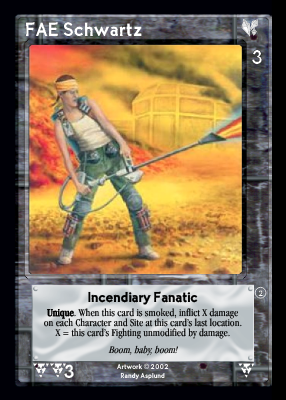 FAE Schwartz
3
Incendiary Fanatic
2
Unique. When this card is smoked, inflict X damage
on each Character and Site at this card's last location.
X = this card's Fighting unmodified by damage.
Boom, baby, boom!
3
Artwork © 2002
Randy Asplund